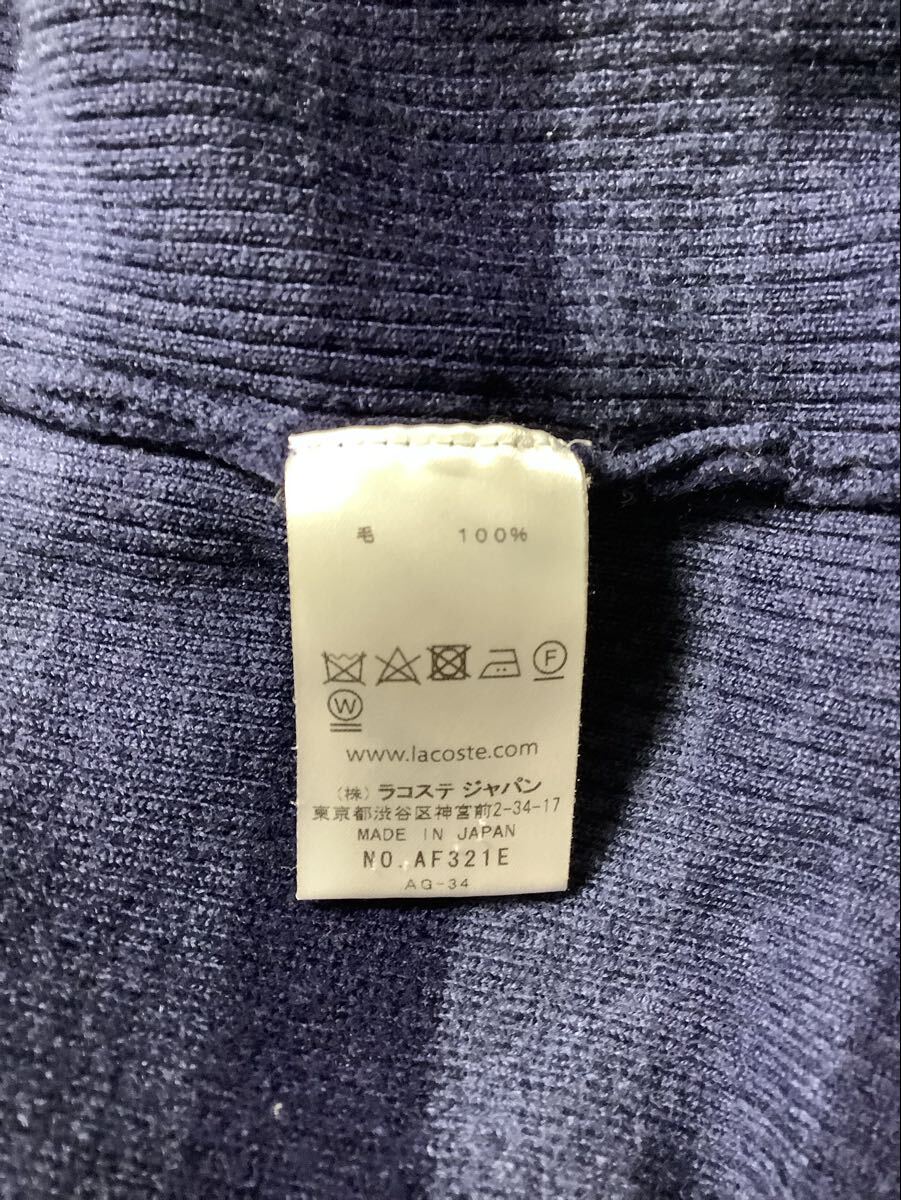 毛 100%
F
W
www.lacoste.com
(株) ラコステ ジャパン
東京都渋谷区神宮前2-34-17
MADE IN JAPAN
NO. AF321E
AG-34